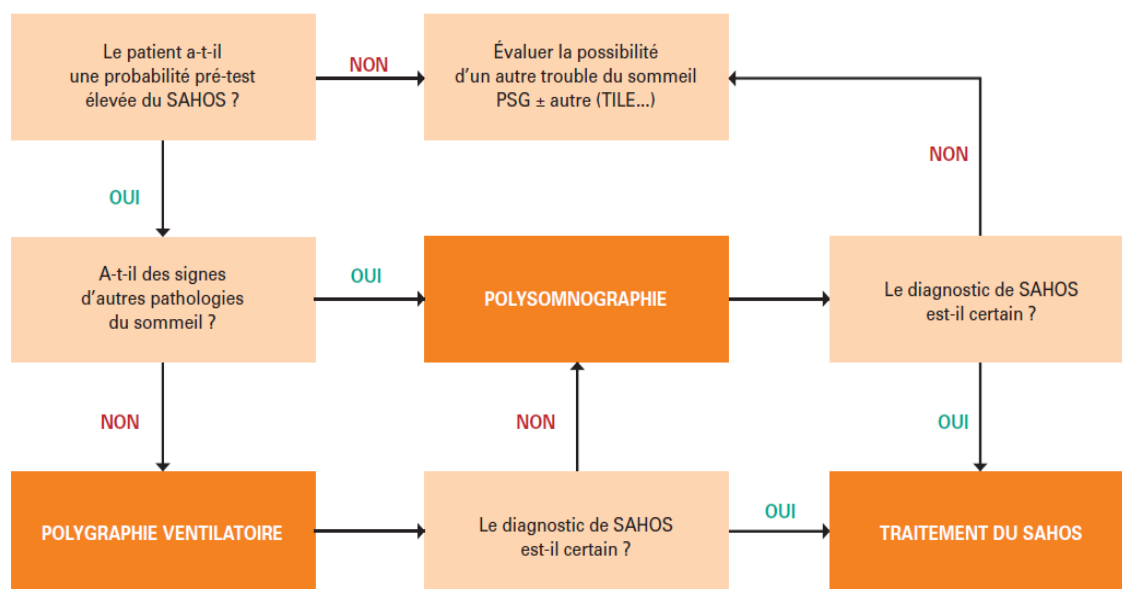 Le patient a-t-il
une probabilité pré-test
élevée du SAHOS ?
NON
Évaluer la possibilité
d'un autre trouble du sommeil
PSG ± autre (TILE...)
NON
OUI
A-t-il des signes
d'autres pathologies
du sommeil ?
OUI
POLYSOMNOGRAPHIE
Le diagnostic de SAHOS
est-il certain ?
NON
NON
OUI
POLYGRAPHIE VENTILATOIRE
Le diagnostic de SAHOS
est-il certain ?
OUI
TRAITEMENT DU SAHOS